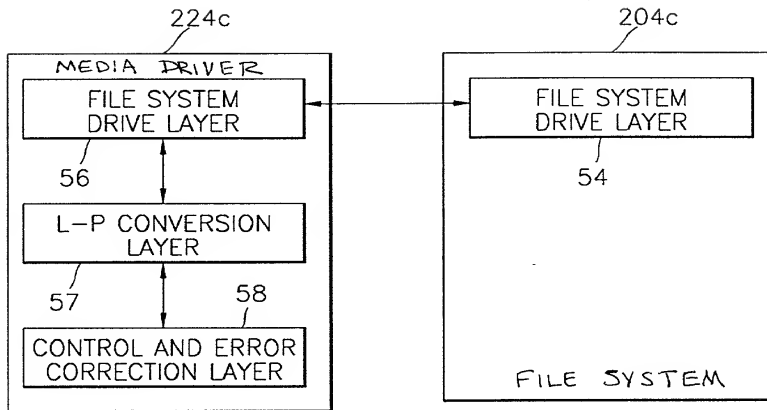 224c
204c
MEDIA DRIVER
FILE SYSTEM
DRIVE LAYER
56
L-P CONVERSION
LAYER
57
58
CONTROL AND ERROR
CORRECTION LAYER
FILE SYSTEM
DRIVE LAYER
54
FILE SYSTEM